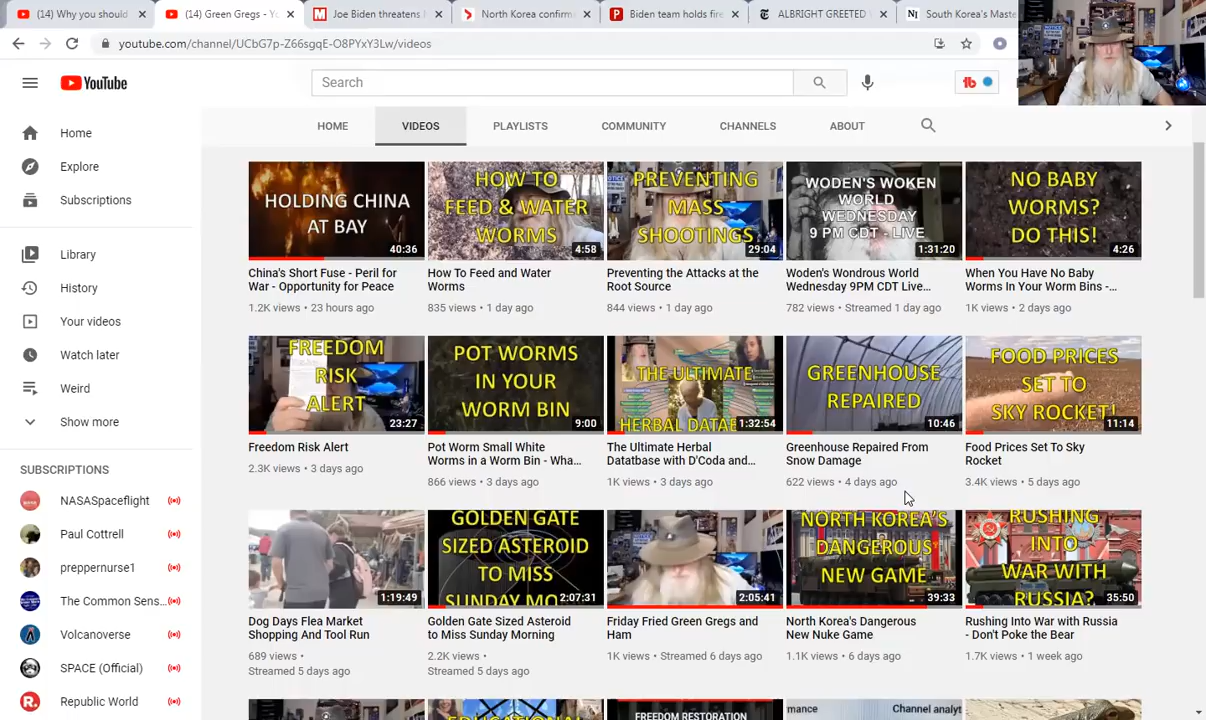 (14) Why you should
(14) Green Gregs - Yo
Joe Biden threatens N
North Korea confirm
Biden team holds fire
ALBRIGHT GREETED W
South Korea's Maste
youtube.com/channel/UCbG7p-Z66sgqE-O8PYxY3Lw/videos
YouTube
Search
HOME
VIDEOS
PLAYLISTS
COMMUNITY
CHANNELS
ABOUT
Home
Explore
Subscriptions
Library
History
Your videos
Watch later
Weird
Show more
SUBSCRIPTIONS
NASASpaceflight
Paul Cottrell
preppernurse1
The Common Sens...
Volcanoverse
SPACE (Official)
Republic World
HOLDING CHINA
AT BAY
40:36
China's Short Fuse - Peril for
War - Opportunity for Peace
1.2K views • 23 hours ago
HOW TO
FEED & WATER
WORMS
4:58
How To Feed and Water
Worms
835 views • 1 day ago
PREVENTING
MASS
SHOOTINGS
29:04
Preventing the Attacks at the
Root Source
844 views • 1 day ago
WODEN'S WOKEN
WORLD
WEDNESDAY
9 PM CDT - LIVE
1:31:20
Woden's Wondrous World
Wednesday 9PM CDT Live...
782 views • Streamed 1 day ago
NO BABY
WORMS?
DO THIS!
4:26
When You Have No Baby
Worms In Your Worm Bins -...
1K views • 2 days ago
FREEDOM
RISK
ALERT
23:27
Freedom Risk Alert
2.3K views • 3 days ago
POT WORMS
IN YOUR
WORM BIN
9:00
Pot Worm Small White
Worms in a Worm Bin - Wha...
866 views • 3 days ago
THE ULTIMATE
HERBAL DATAB
1:32:54
The Ultimate Herbal
Datatbase with D'Coda and...
1K views • 3 days ago
GREENHOUSE
REPAIRED
10:46
Greenhouse Repaired From
Snow Damage
622 views • 4 days ago
FOOD PRICES
SET TO
SKY ROCKET!
11:14
Food Prices Set To Sky
Rocket
3.4K views • 5 days ago
1:19:49
Dog Days Flea Market
Shopping And Tool Run
689 views •
Streamed 5 days ago
GOLDEN GATE
SIZED ASTEROID
TO MISS
SUNDAY MO
2:07:31
Golden Gate Sized Asteroid
to Miss Sunday Morning
2.2K views •
Streamed 5 days ago
2:05:41
Friday Fried Green Gregs and
Ham
1K views • Streamed 6 days ago
NORTH KOREA'S
DANGEROUS
NEW GAME
39:33
North Korea's Dangerous
New Nuke Game
1.1K views • 6 days ago
RUSHING
INTO
WAR WITH
RUSSIA?
35:50
Rushing Into War with Russia
- Don't Poke the Bear
1.7K views • 1 week ago
EDUCATIONAL
FREEDOM RESTORATION
mance
Channel analyt